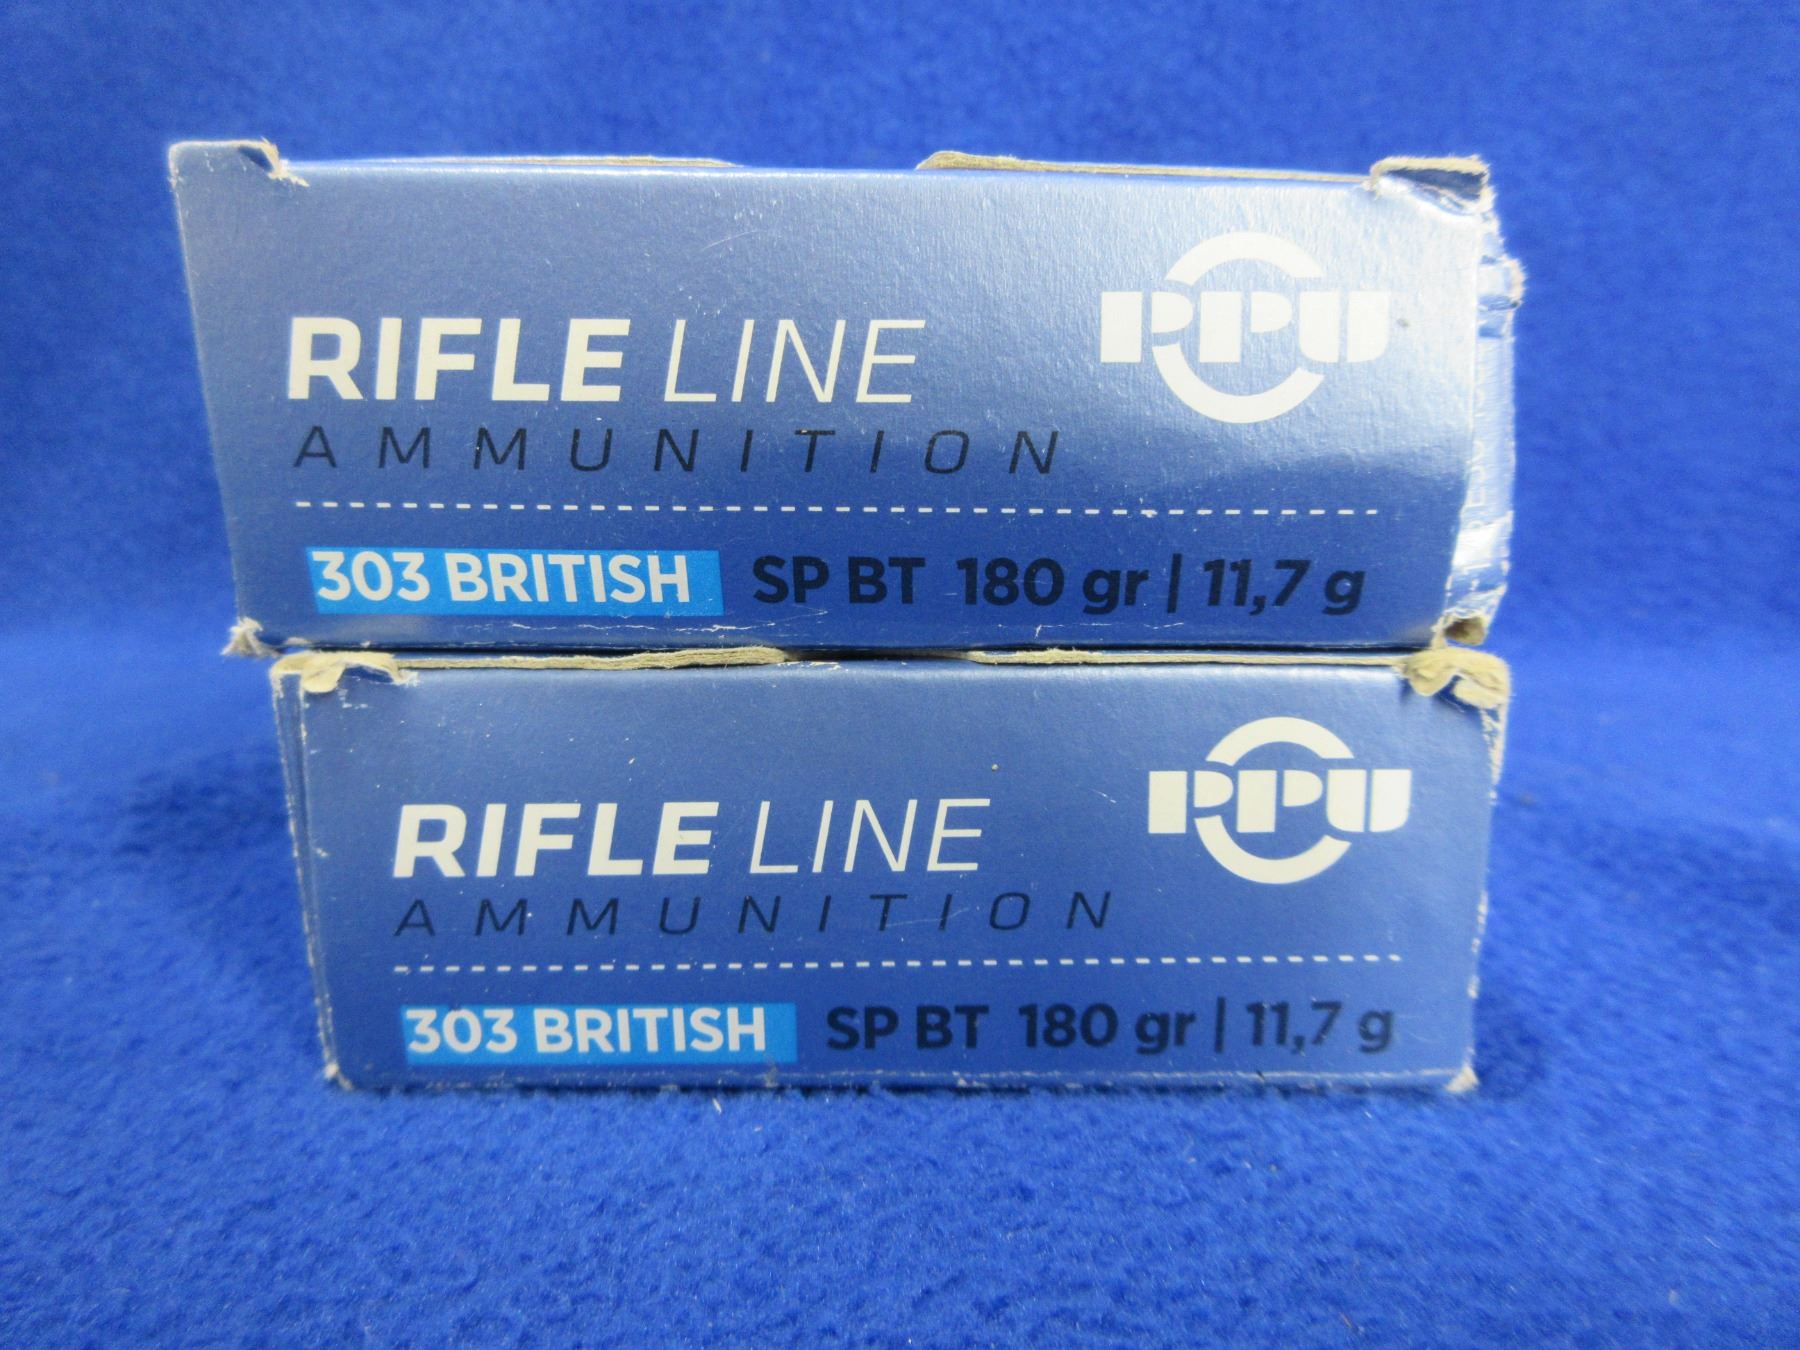 RIFLE LINE
PPU
AMMUNITION
303 BRITISH SP BT 180 gr | 11,7 g
RIFLE LINE
PPU
AMMUNITION
303 BRITISH SP BT 180 gr | 11,7 g